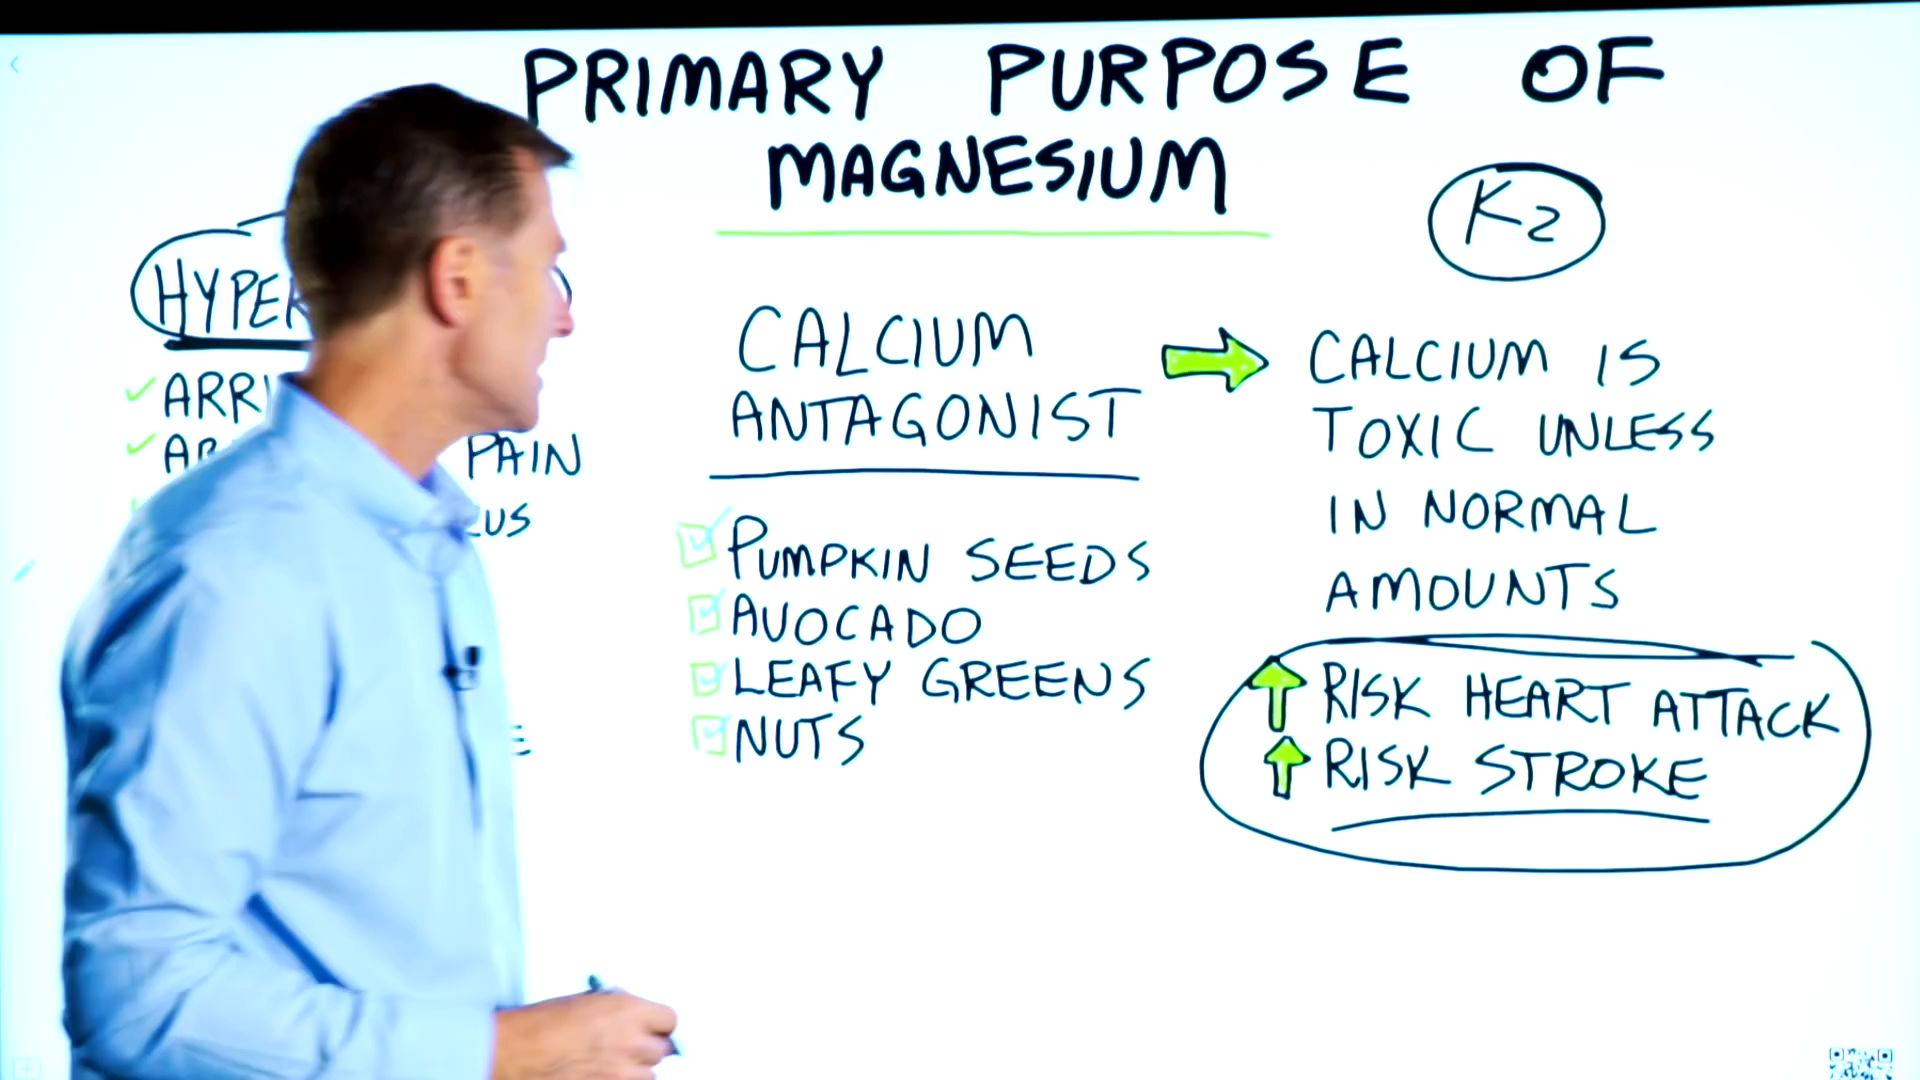 PRIMARY PURPOSE OF
MAGNESIUM
K2
CALCIUM
ANTAGONIST
CALCIUM IS
TOXIC UNLESS
IN NORMAL
AMOUNTS
PAIN
PUMPKIN SEEDS
AVOCADO
LEAFY GREENS
NUTS
RISK HEART ATTACK
RISK STROKE